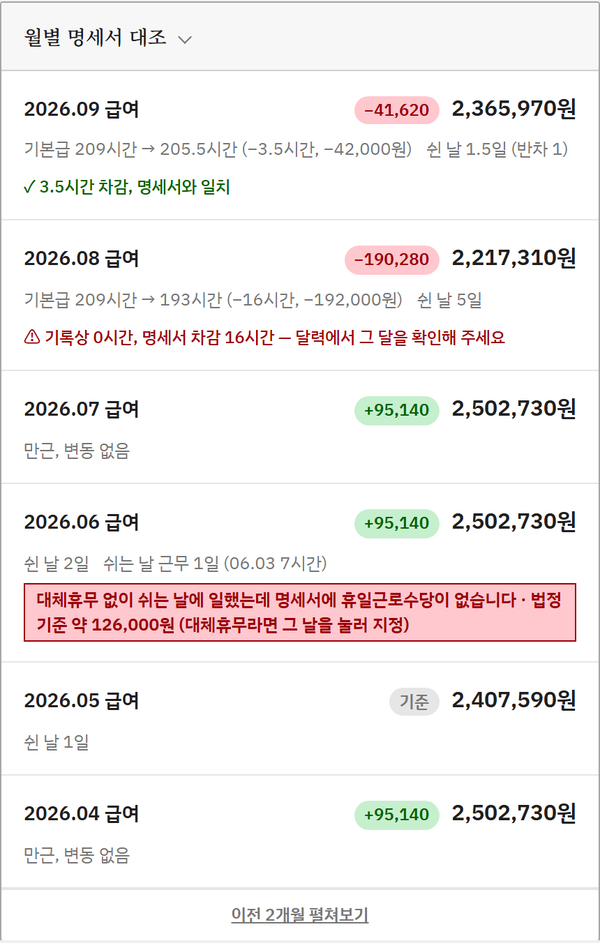 월별 명세서 대조
2026.09 급여 −41,620 2,365,970원
기본급 209시간 → 205.5시간 (−3.5시간, −42,000원) 쉰 날 1.5일 (반차 1)
✓ 3.5시간 차감, 명세서와 일치
2026.08 급여 −190,280 2,217,310원
기본급 209시간 → 193시간 (−16시간, −192,000원) 쉰 날 5일
⚠ 기록상 0시간, 명세서 차감 16시간 — 달력에서 그 달을 확인해 주세요
2026.07 급여 +95,140 2,502,730원
만근, 변동 없음
2026.06 급여 +95,140 2,502,730원
쉰 날 2일 쉬는 날 근무 1일 (06.03 7시간)
대체휴무 없이 쉬는 날에 일했는데 명세서에 휴일근로수당이 없습니다 · 법정
기준 약 126,000원 (대체휴무라면 그 날을 눌러 지정)
2026.05 급여 기준 2,407,590원
쉰 날 1일
2026.04 급여 +95,140 2,502,730원
만근, 변동 없음
이전 2개월 펼쳐보기